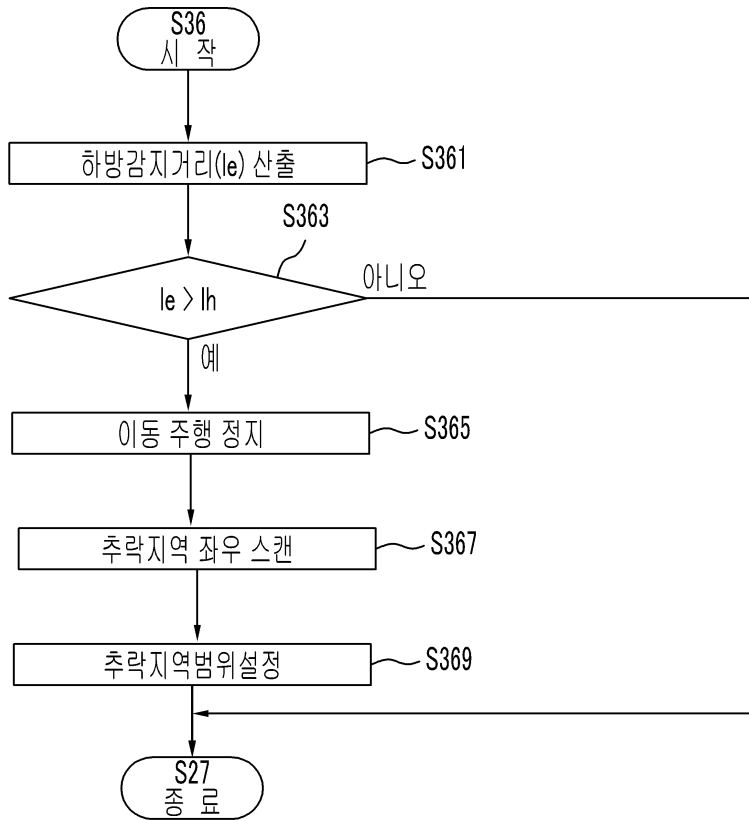 S36
시 작
하방감지거리(le) 산출
S361
S363
le > lh
아니오
예
이동 주행 정지
S365
추락지역 좌우 스캔
S367
추락지역범위설정
S369
S27
종 료